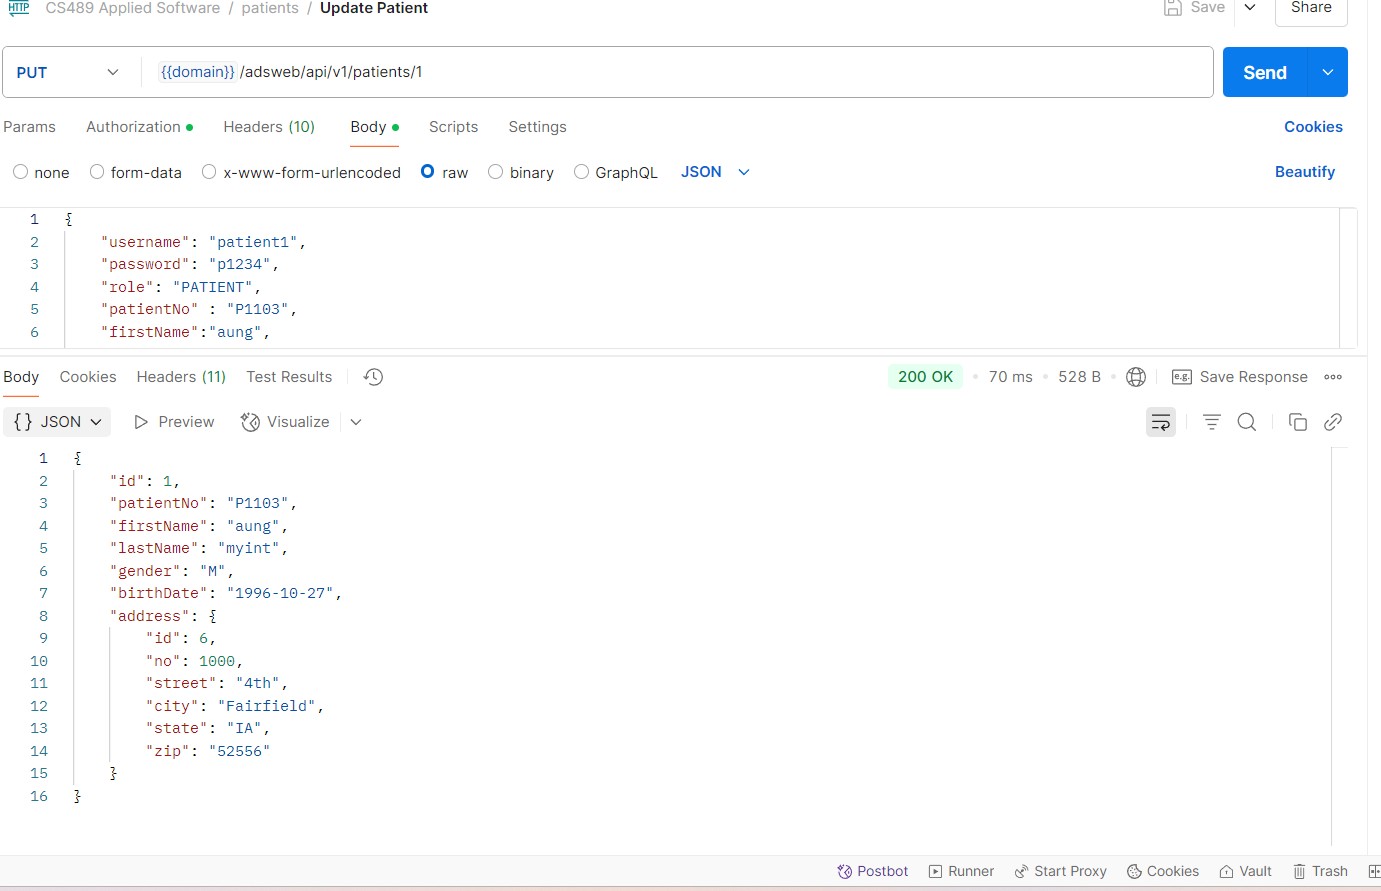 HTTP CS489 Applied Software / patients / Update Patient Save Share
PUT {{domain}} /adsweb/api/v1/patients/1 Send
Params Authorization Headers (10) Body Scripts Settings Cookies
none form-data x-www-form-urlencoded raw binary GraphQL JSON Beautify
1 {
2 "username": "patient1",
3 "password": "p1234",
4 "role": "PATIENT",
5 "patientNo" : "P1103",
6 "firstName":"aung",
Body Cookies Headers (11) Test Results 200 OK 70 ms 528 B e.g. Save Response
{} JSON Preview Visualize
1 {
2 "id": 1,
3 "patientNo": "P1103",
4 "firstName": "aung",
5 "lastName": "myint",
6 "gender": "M",
7 "birthDate": "1996-10-27",
8 "address": {
9 "id": 6,
10 "no": 1000,
11 "street": "4th",
12 "city": "Fairfield",
13 "state": "IA",
14 "zip": "52556"
15 }
16 }
Postbot Runner Start Proxy Cookies Vault Trash